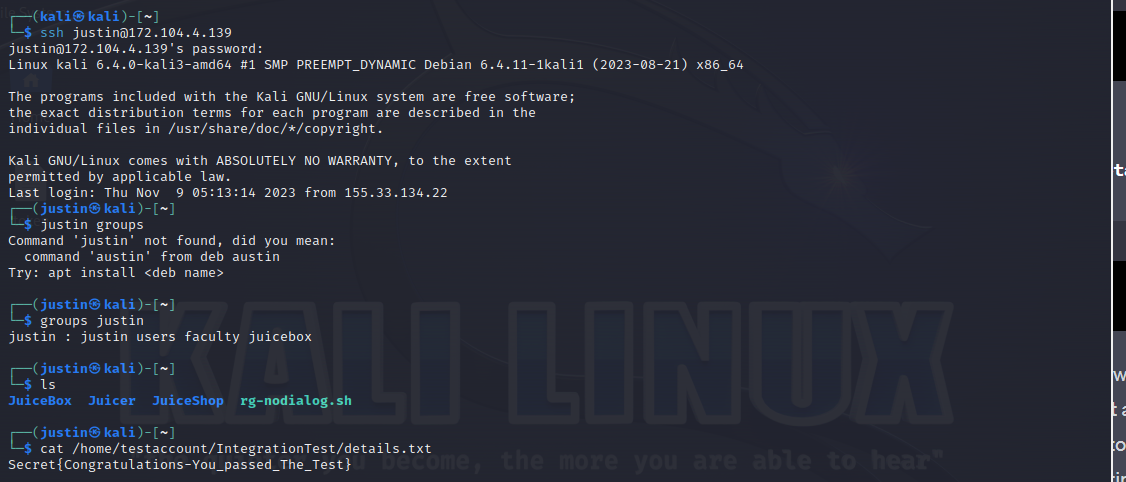 ┌──(kali㉿kali)-[~]
└─$ ssh justin@172.104.4.139
justin@172.104.4.139's password:
Linux kali 6.4.0-kali3-amd64 #1 SMP PREEMPT_DYNAMIC Debian 6.4.11-1kali1 (2023-08-21) x86_64
The programs included with the Kali GNU/Linux system are free software;
the exact distribution terms for each program are described in the
individual files in /usr/share/doc/*/copyright.
Kali GNU/Linux comes with ABSOLUTELY NO WARRANTY, to the extent
permitted by applicable law.
Last login: Thu Nov  9 05:13:14 2023 from 155.33.134.22
┌──(justin㉿kali)-[~]
└─$ justin groups
Command 'justin' not found, did you mean:
  command 'austin' from deb austin
Try: apt install <deb name>
┌──(justin㉿kali)-[~]
└─$ groups justin
justin : justin users faculty juicebox
┌──(justin㉿kali)-[~]
└─$ ls
JuiceBox  Juicer  JuiceShop  rg-nodialog.sh
┌──(justin㉿kali)-[~]
└─$ cat /home/testaccount/IntegrationTest/details.txt
Secret{Congratulations-You_passed_The_Test}
KALI LINUX
become, the more you are able to hear"